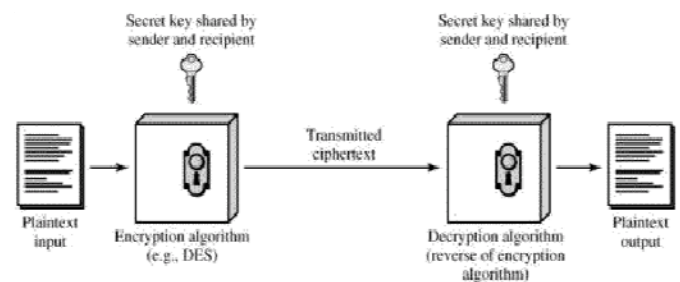 Secret key shared by
sender and recipient
Secret key shared by
sender and recipient
Transmitted
ciphertext
Plaintext
input
Encryption algorithm
(e.g., DES)
Decryption algorithm
(reverse of encryption
algorithm)
Plaintext
output